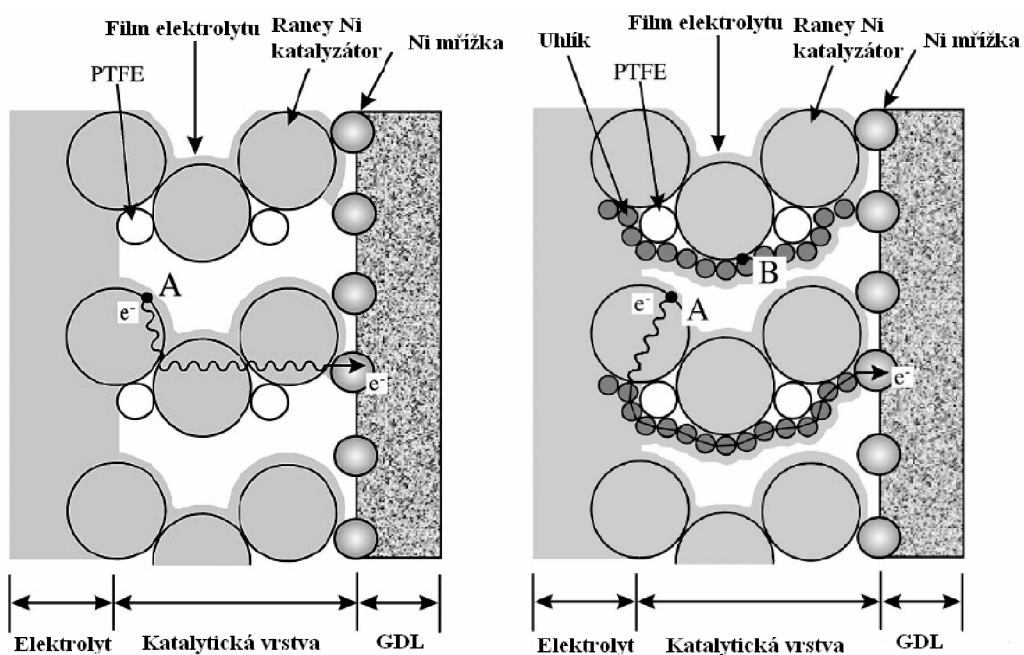 Film elektrolytu
Raney Ni
katalyzátor
Ni mřížka
PTFE
A
e⁻
e⁻
Elektrolyt
Katalytická vrstva
GDL
Film elektrolytu
Raney Ni
katalyzátor
Ni mřížka
Uhlík
PTFE
B
A
e⁻
e⁻
Elektrolyt
Katalytická vrstva
GDL